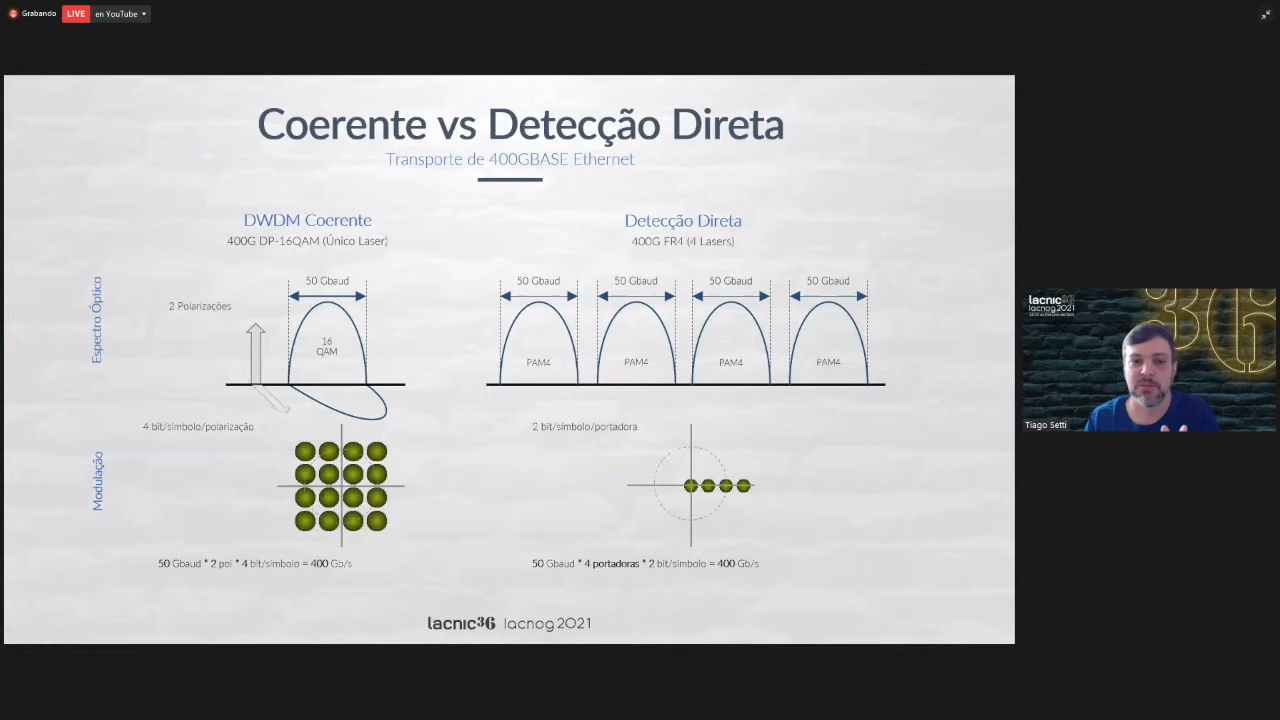 Grabando
LIVE
en YouTube
Coerente vs Detecção Direta
Transporte de 400GBASE Ethernet
DWDM Coerente
400G DP-16QAM (Único Laser)
Detecção Direta
400G FR4 (4 Lasers)
Espectro Óptico
2 Polarizações
50 Gbaud
16
QAM
50 Gbaud
50 Gbaud
50 Gbaud
50 Gbaud
PAM4
PAM4
PAM4
PAM4
Modulação
4 bit/símbolo/polarização
2 bit/símbolo/portadora
50 Gbaud * 2 pol * 4 bit/símbolo = 400 Gb/s
50 Gbaud * 4 portadoras * 2 bit/símbolo = 400 Gb/s
lacnic36 lacnog2021
lacnic36
lacnog2021
36
Tiago Setti